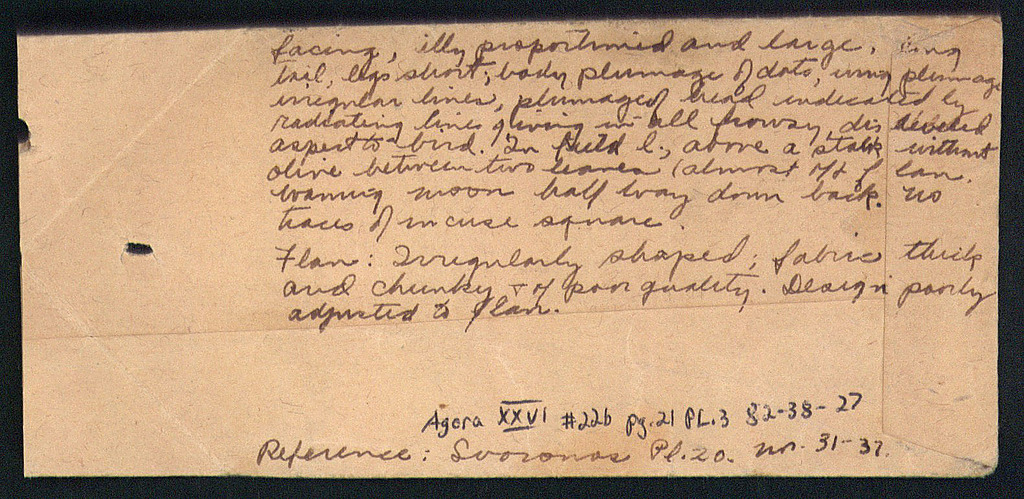 facing, illy proportioned and large, long
tail, legs short; body plumage of dots, wing plumage
irregular lines, plumage of head indicated by
radiating lines giving in all frowsy, disheveled
aspect to bird. In field l., above a stalk without
olive between two leaves (almost off flan.
waning moon half way down back. no
traces of incuse square.
Flan: Irregularly shaped; fabric thick
and chunky & of poor quality. Design poorly
adjusted to flan.
Agora XXVI #22b pg.21 PL.3 82-38-27
Reference: Svoronos Pl.20. nos. 31-37.